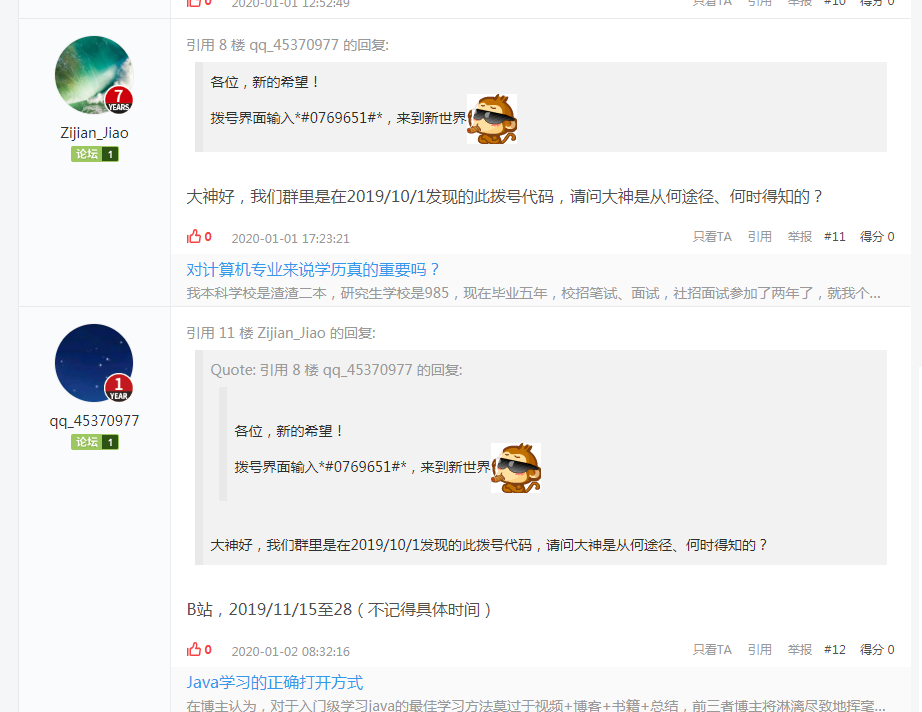 0 2020-01-01 12:52:49 只看TA 引用 举报 #10 得分 0
引用 8 楼 qq_45370977 的回复:
各位，新的希望！
拨号界面输入*#0769651#*，来到新世界
7
YEARS
Zijian_Jiao
论坛 1
大神好，我们群里是在2019/10/1发现的此拨号代码，请问大神是从何途径、何时得知的？
0 2020-01-01 17:23:21 只看TA 引用 举报 #11 得分 0
对计算机专业来说学历真的重要吗？
我本科学校是渣渣二本，研究生学校是985，现在毕业五年，校招笔试、面试，社招面试参加了两年了，就我个...
引用 11 楼 Zijian_Jiao 的回复:
Quote: 引用 8 楼 qq_45370977 的回复:
1
YEAR
qq_45370977
论坛 1
各位，新的希望！
拨号界面输入*#0769651#*，来到新世界
大神好，我们群里是在2019/10/1发现的此拨号代码，请问大神是从何途径、何时得知的？
B站，2019/11/15至28（不记得具体时间）
0 2020-01-02 08:32:16 只看TA 引用 举报 #12 得分 0
Java学习的正确打开方式
在博主认为，对于入门级学习java的最佳学习方法莫过于视频+博客+书籍+总结，前三者博主将淋漓尽致地挥毫...